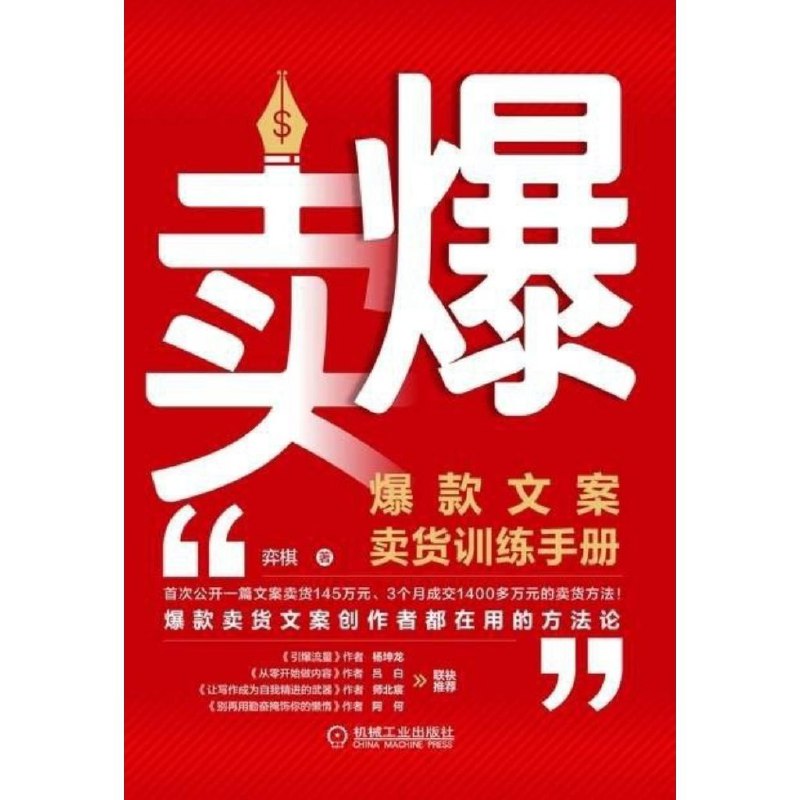 卖爆
$
爆款文案
卖货训练手册
“
弈棋 著
首次公开一篇文案卖货145万元、3个月成交1400多万元的卖货方法！
爆款卖货文案创作者都在用的方法论
《引爆流量》作者 杨坤龙
《从零开始做内容》作者 吕白
《让写作成为自我精进的武器》作者 师北宸
《别再用勤奋掩饰你的懒惰》作者 阿何
》 联袂
推荐
”
机械工业出版社
CHINA MACHINE PRESS